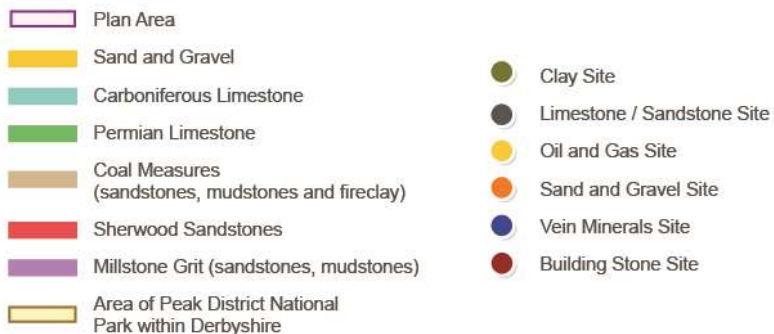 Plan Area
Sand and Gravel
Carboniferous Limestone
Permian Limestone
Coal Measures
(sandstones, mudstones and fireclay)
Sherwood Sandstones
Millstone Grit (sandstones, mudstones)
Area of Peak District National
Park within Derbyshire
Clay Site
Limestone / Sandstone Site
Oil and Gas Site
Sand and Gravel Site
Vein Minerals Site
Building Stone Site